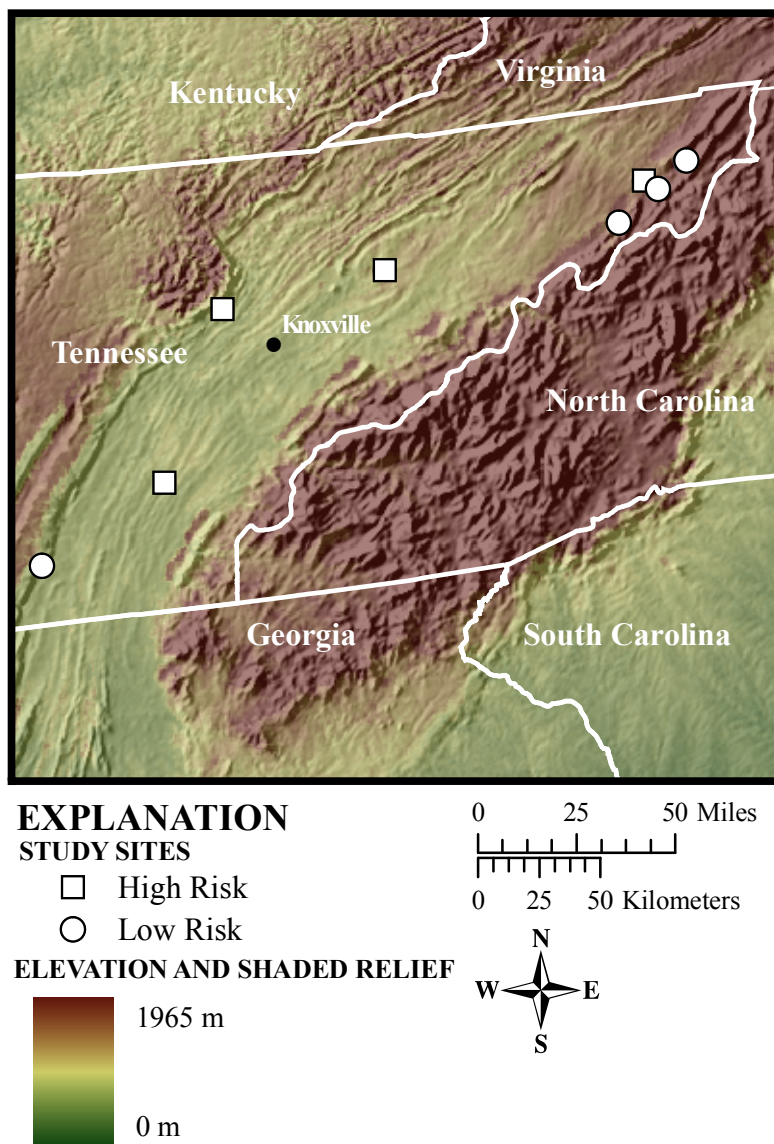 Virginia
Kentucky
Knoxville
Tennessee
North Carolina
Georgia
South Carolina
EXPLANATION
STUDY SITES
High Risk
Low Risk
ELEVATION AND SHADED RELIEF
1965 m
0 m
0 25 50 Miles
0 25 50 Kilometers
N
W E
S